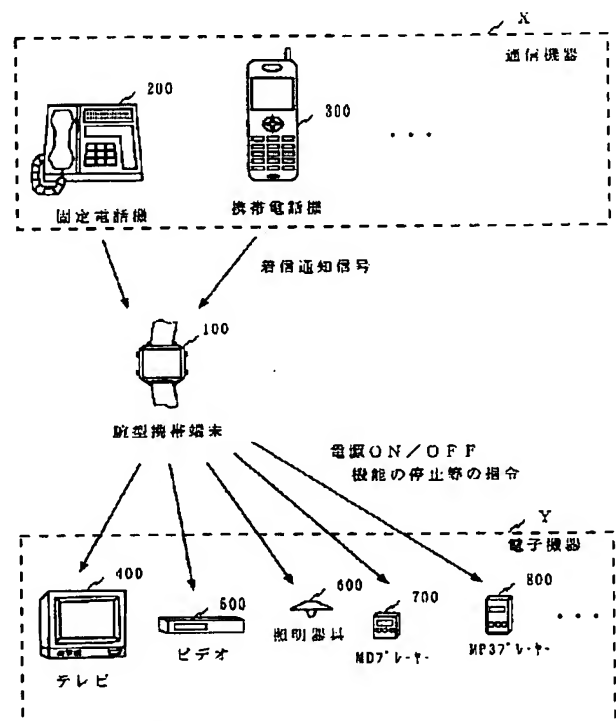 X
通信機器
200
300
・・・
固定電話機
携帯電話機
着信通知信号
100
腕型携帯端末
電源ON/OFF
機能の停止等の指令
Y
電子機器
400
500
600
700
800
・・・
テレビ
ビデオ
照明器具
MDプレーヤー
MP3プレーヤー